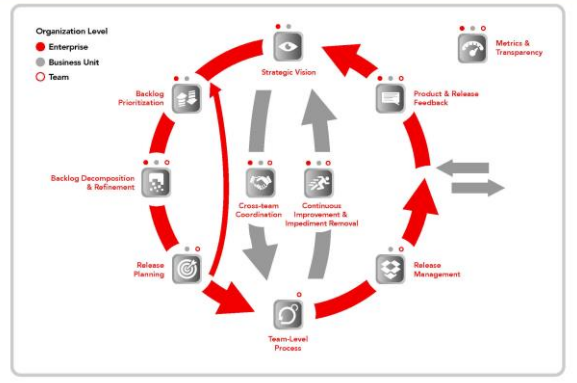 Organization Level
Enterprise
Business Unit
Team
Metrics &
Transparency
Strategic Vision
Backlog
Prioritization
Product & Release
Feedback
Backlog Decomposition
& Refinement
Cross-team
Coordination
Continuous
Improvement &
Impediment Removal
Release
Planning
Release
Management
Team-Level
Process